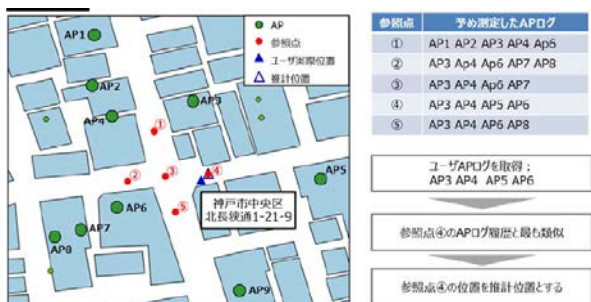 AP1
AP2
AP3
AP4
AP5
AP6
AP7
AP8
AP9
①
②
③
④
⑤
AP
参照点
ユーザ実際位置
推計位置
神戸市中央区
北長狭通1-21-9
参照点 予め測定したAPログ
① AP1 AP2 AP3 AP4 Ap6
② AP3 Ap4 Ap6 AP7 AP8
③ AP3 AP4 Ap6 AP7
④ AP3 AP4 AP5 AP6
⑤ AP3 AP4 AP6 AP8
ユーザAPログを取得；
AP3 AP4 AP5 AP6
参照点④のAPログ履歴と最も類似
参照点④の位置を推計位置とする